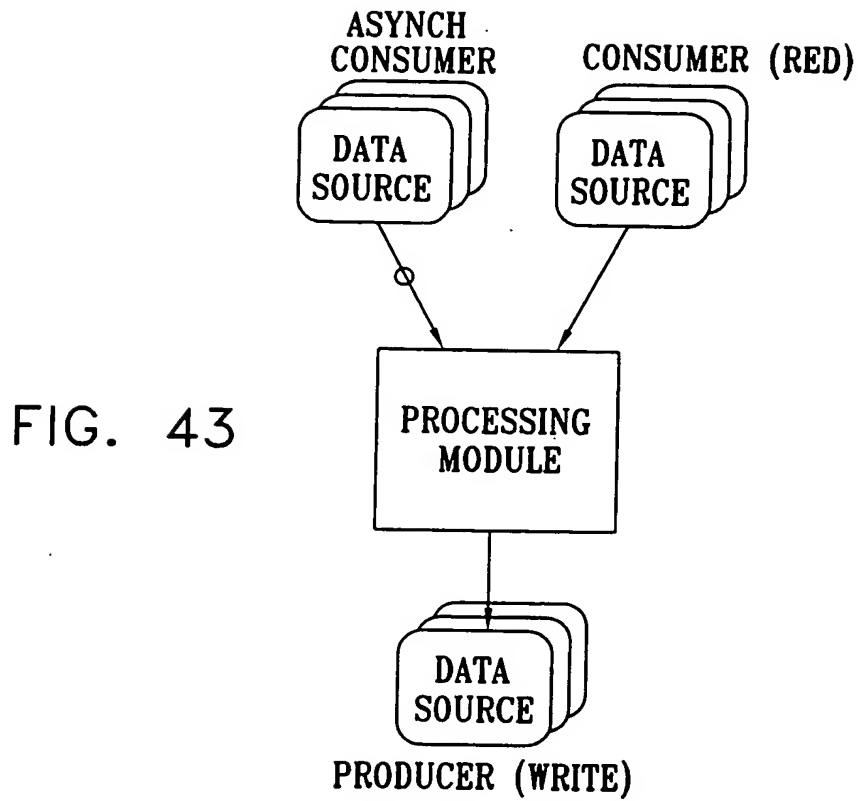 ASYNCH
CONSUMER
CONSUMER (RED)
DATA
SOURCE
DATA
SOURCE
PROCESSING
MODULE
FIG. 43
DATA
SOURCE
PRODUCER (WRITE)